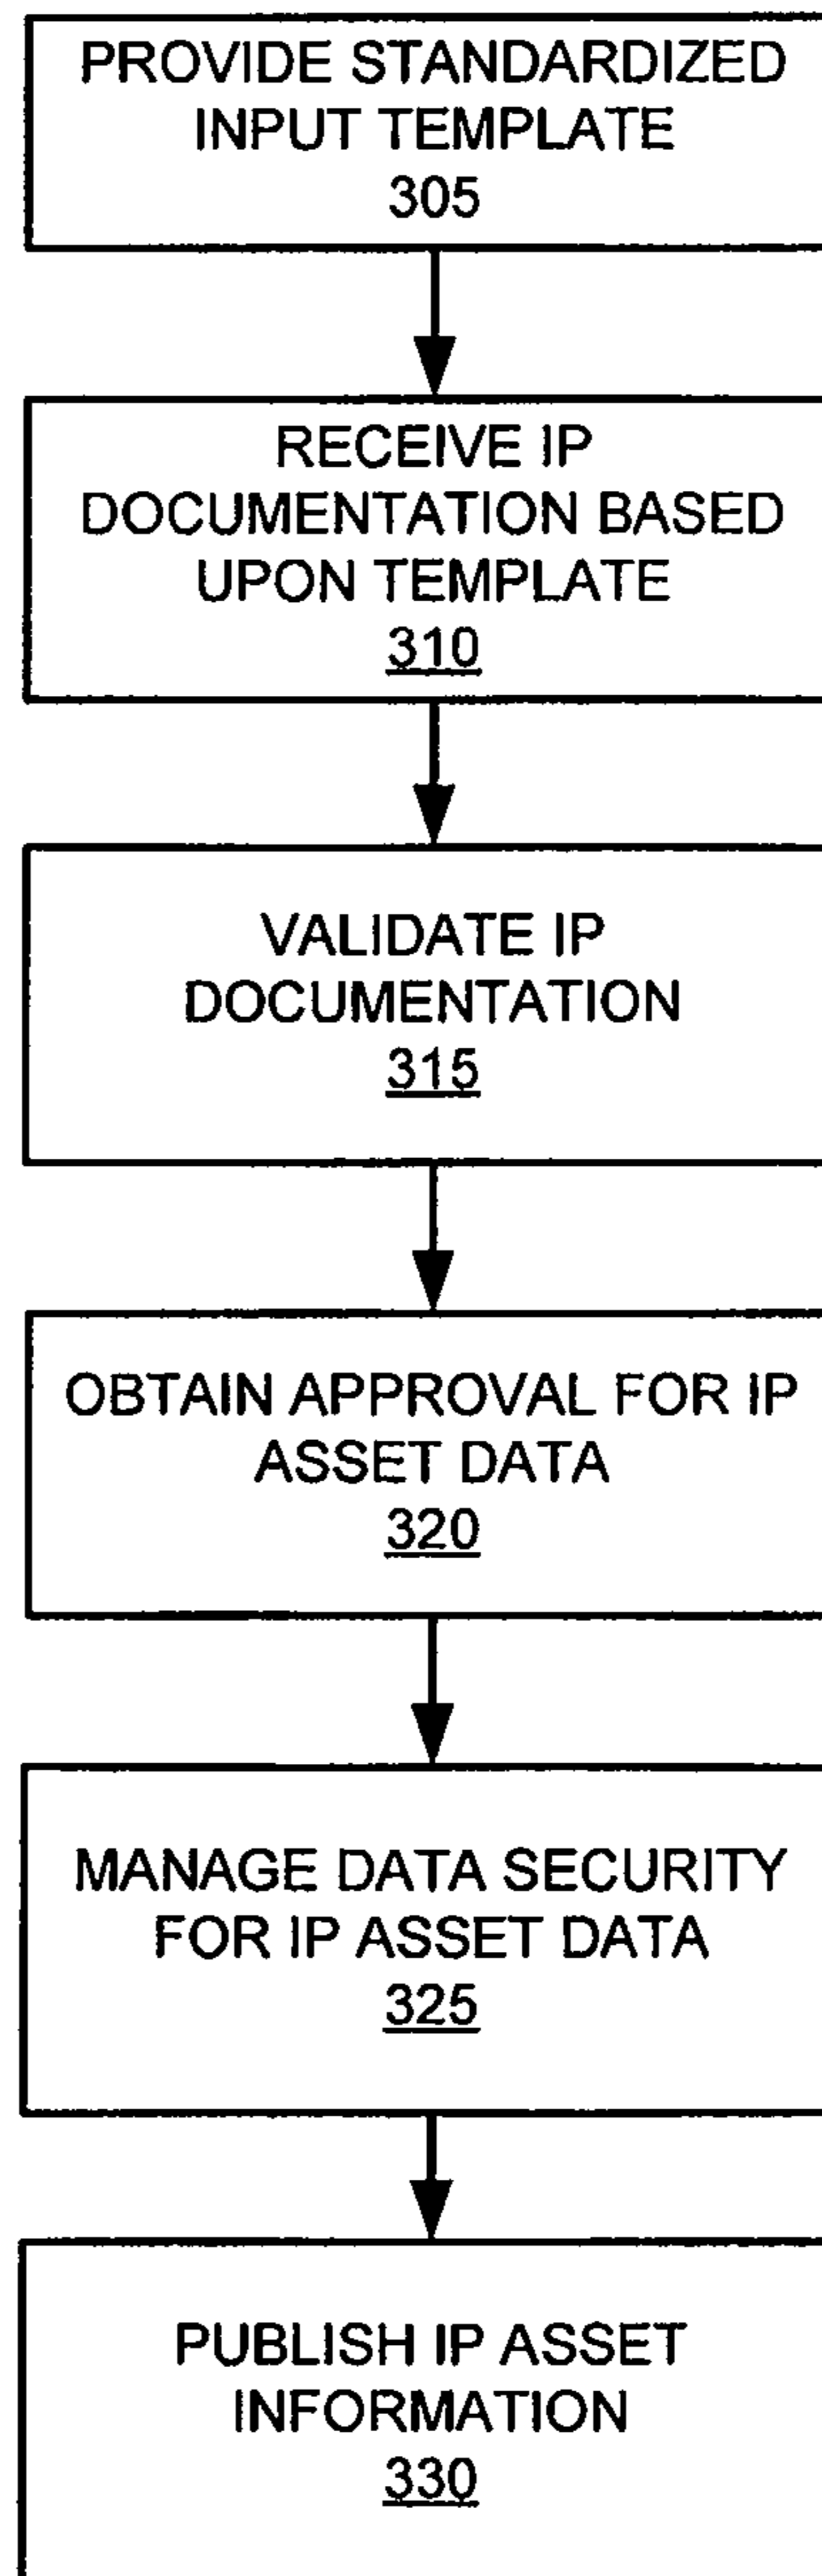 PROVIDE STANDARDIZED
INPUT TEMPLATE
305
RECEIVE IP
DOCUMENTATION BASED
UPON TEMPLATE
310
VALIDATE IP
DOCUMENTATION
315
OBTAIN APPROVAL FOR IP
ASSET DATA
320
MANAGE DATA SECURITY
FOR IP ASSET DATA
325
PUBLISH IP ASSET
INFORMATION
330